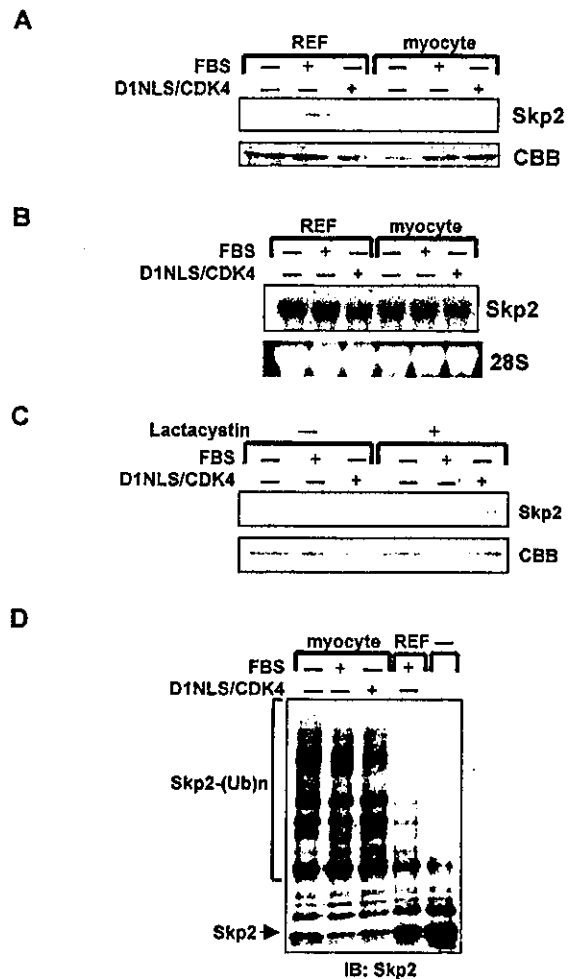 A
REF myocyte
FBS — + — — + —
D1NLS/CDK4 — — + — — +
Skp2
CBB
B
REF myocyte
FBS — + — — + —
D1NLS/CDK4 — — + — — +
Skp2
28S
C
Lactacystin — +
FBS — + — — + —
D1NLS/CDK4 — — + — — +
Skp2
CBB
D
myocyte REF —
FBS — + — +
D1NLS/CDK4 — — + —
Skp2-(Ub)n
Skp2
IB: Skp2